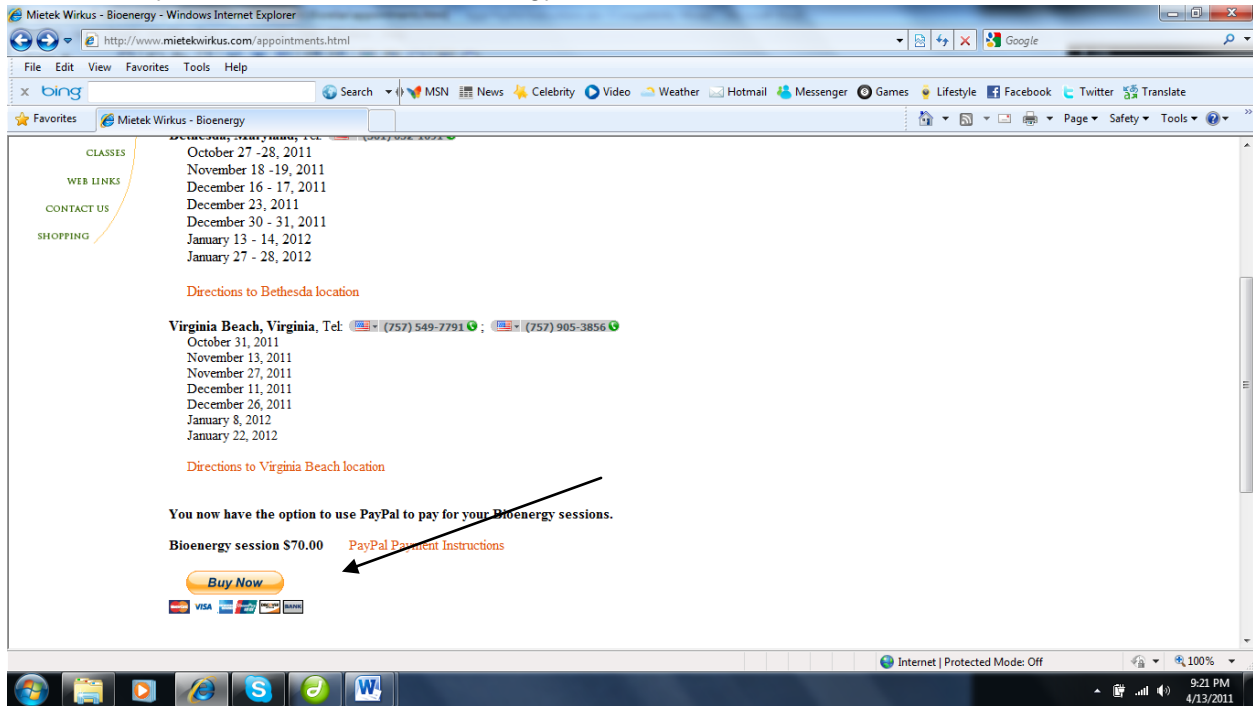 Mietek Wirkus - Bioenergy - Windows Internet Explorer
http://www.mietekwirkus.com/appointments.html
Google
File Edit View Favorites Tools Help
x bing Search MSN News Celebrity Video Weather Hotmail Messenger Games Lifestyle Facebook Twitter Translate
Favorites Mietek Wirkus - Bioenergy Page Safety Tools
CLASSES
WEB LINKS
CONTACT US
SHOPPING
October 27 -28, 2011
November 18 -19, 2011
December 16 - 17, 2011
December 23, 2011
December 30 - 31, 2011
January 13 - 14, 2012
January 27 - 28, 2012
Directions to Bethesda location
Virginia Beach, Virginia, Tel: (757) 549-7791 ; (757) 905-3856
October 31, 2011
November 13, 2011
November 27, 2011
December 11, 2011
December 26, 2011
January 8, 2012
January 22, 2012
Directions to Virginia Beach location
You now have the option to use PayPal to pay for your Bioenergy sessions.
Bioenergy session $70.00 PayPal Payment Instructions
Buy Now
VISA BANK
Internet | Protected Mode: Off 100%
9:21 PM
4/13/2011